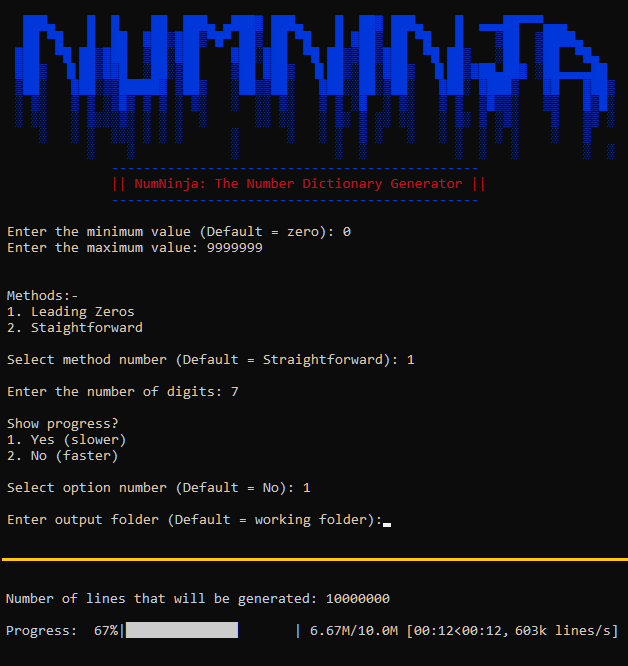 NUMNINJA
|| NumNinja: The Number Dictionary Generator ||
Enter the minimum value (Default = zero): 0
Enter the maximum value: 9999999
Methods:-
1. Leading Zeros
2. Staightforward
Select method number (Default = Straightforward): 1
Enter the number of digits: 7
Show progress?
1. Yes (slower)
2. No (faster)
Select option number (Default = No): 1
Enter output folder (Default = working folder):
Number of lines that will be generated: 10000000
Progress: 67%| | 6.67M/10.0M [00:12<00:12, 603k lines/s]